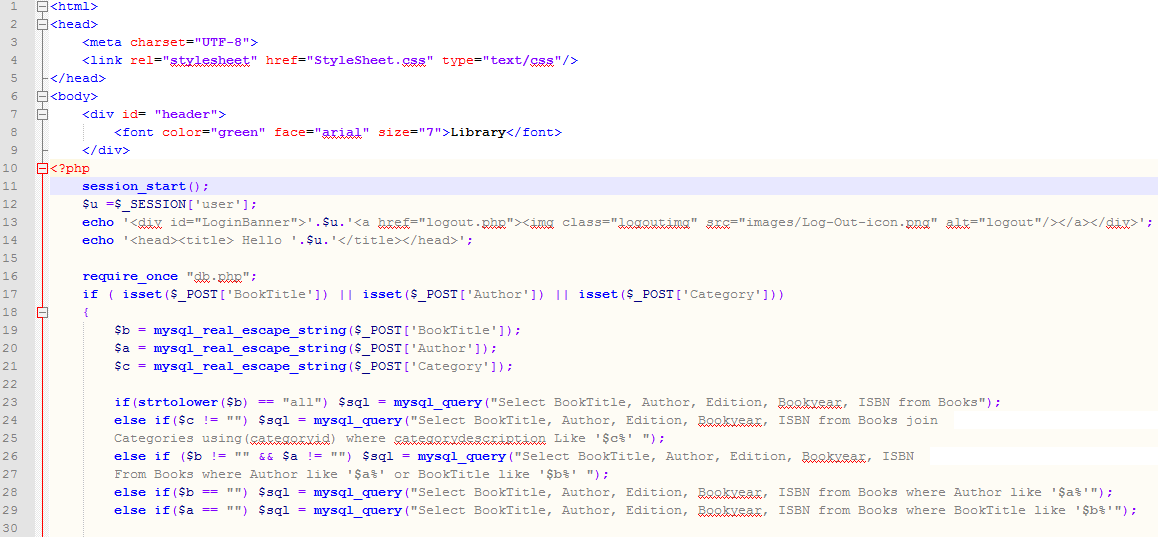 1 <html>
2 <head>
3 <meta charset="UTF-8">
4 <link rel="stylesheet" href="StyleSheet.css" type="text/css"/>
5 </head>
6 <body>
7 <div id= "header">
8 <font color="green" face="arial" size="7">Library</font>
9 </div>
10 <?php
11 session_start();
12 $u =$_SESSION['user'];
13 echo '<div id="LoginBanner">'.$u.'<a href="logout.php"><img class="logoutimg" src="images/Log-Out-icon.png" alt="logout"/></a></div>';
14 echo '<head><title> Hello '.$u.'</title></head>';
15
16 require_once "db.php";
17 if ( isset($_POST['BookTitle']) || isset($_POST['Author']) || isset($_POST['Category']))
18 {
19 $b = mysql_real_escape_string($_POST['BookTitle']);
20 $a = mysql_real_escape_string($_POST['Author']);
21 $c = mysql_real_escape_string($_POST['Category']);
22
23 if(strtolower($b) == "all") $sql = mysql_query("Select BookTitle, Author, Edition, Bookyear, ISBN from Books");
24 else if($c != "") $sql = mysql_query("Select BookTitle, Author, Edition, Bookyear, ISBN from Books join
25 Categories using(categoryid) where categorydescription Like '$c%' ");
26 else if ($b != "" && $a != "") $sql = mysql_query("Select BookTitle, Author, Edition, Bookyear, ISBN
27 From Books where Author like '$a%' or BookTitle like '$b%' ");
28 else if($b == "") $sql = mysql_query("Select BookTitle, Author, Edition, Bookyear, ISBN from Books where Author like '$a%'");
29 else if($a == "") $sql = mysql_query("Select BookTitle, Author, Edition, Bookyear, ISBN from Books where BookTitle like '$b%'");
30